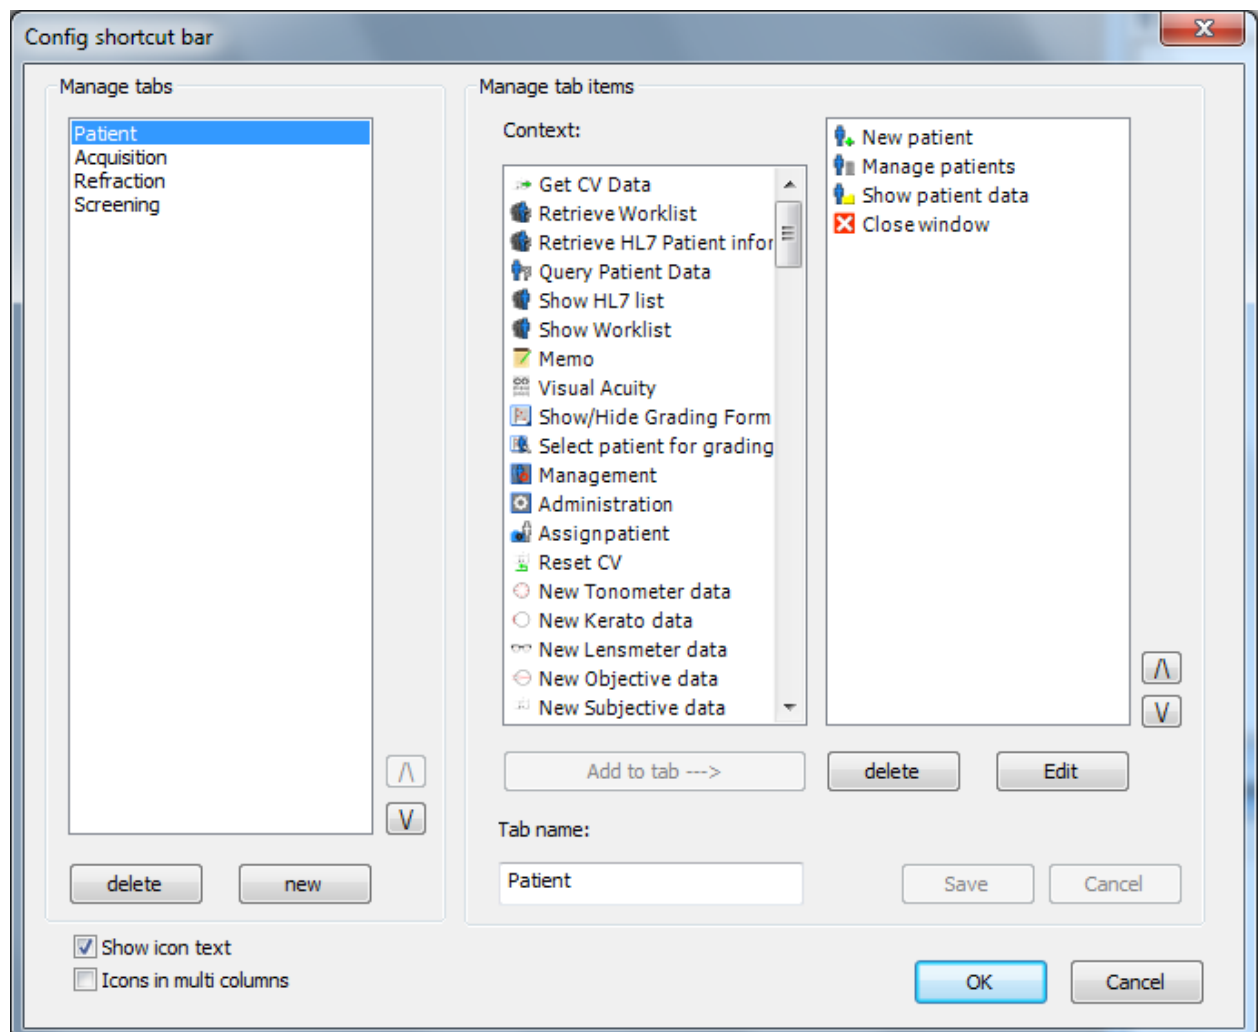 Config shortcut bar
Manage tabs
Patient
Acquisition
Refraction
Screening
/\
V
delete
new
Manage tab items
Context:
Get CV Data
Retrieve Worklist
Retrieve HL7 Patient infor
Query Patient Data
Show HL7 list
Show Worklist
Memo
Visual Acuity
Show/Hide Grading Form
Select patient for grading
Management
Administration
Assign patient
Reset CV
New Tonometer data
New Kerato data
New Lensmeter data
New Objective data
New Subjective data
New patient
Manage patients
Show patient data
Close window
/\
V
Add to tab --->
delete
Edit
Tab name:
Patient
Save
Cancel
Show icon text
Icons in multi columns
OK
Cancel